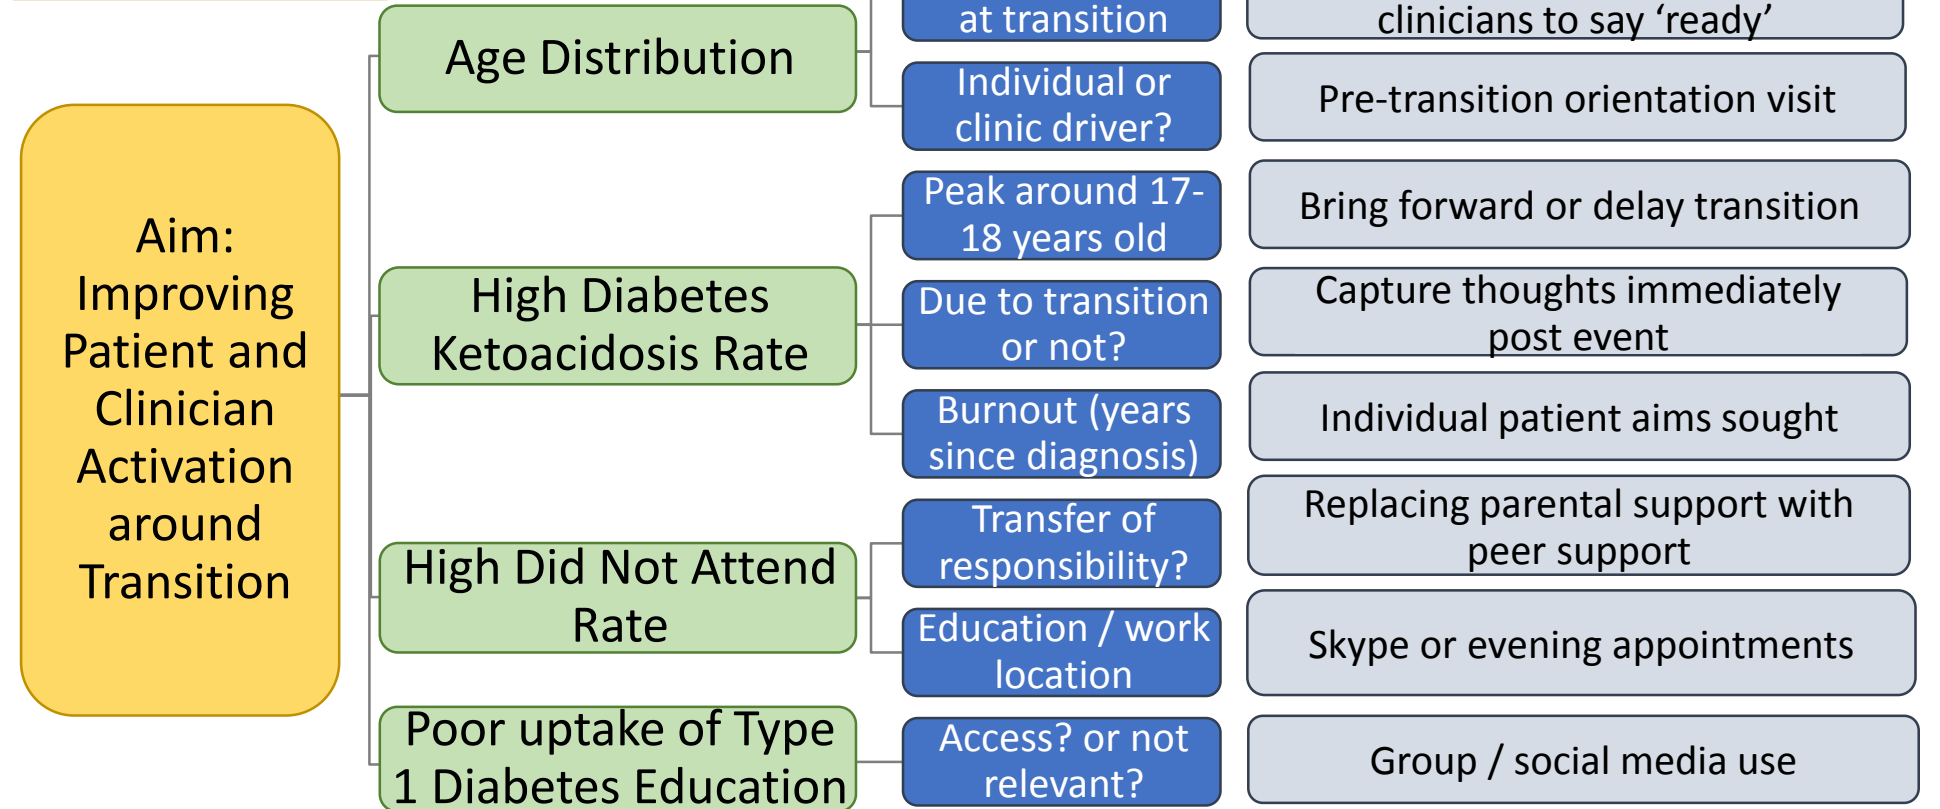 Aim:
Improving
Patient and
Clinician
Activation
around
Transition
Age Distribution
High Diabetes
Ketoacidosis Rate
High Did Not Attend
Rate
Poor uptake of Type
1 Diabetes Education
at transition
Individual or
clinic driver?
Peak around 17-
18 years old
Due to transition
or not?
Burnout (years
since diagnosis)
Transfer of
responsibility?
Education / work
location
Access? or not
relevant?
clinicians to say ‘ready’
Pre-transition orientation visit
Bring forward or delay transition
Capture thoughts immediately
post event
Individual patient aims sought
Replacing parental support with
peer support
Skype or evening appointments
Group / social media use